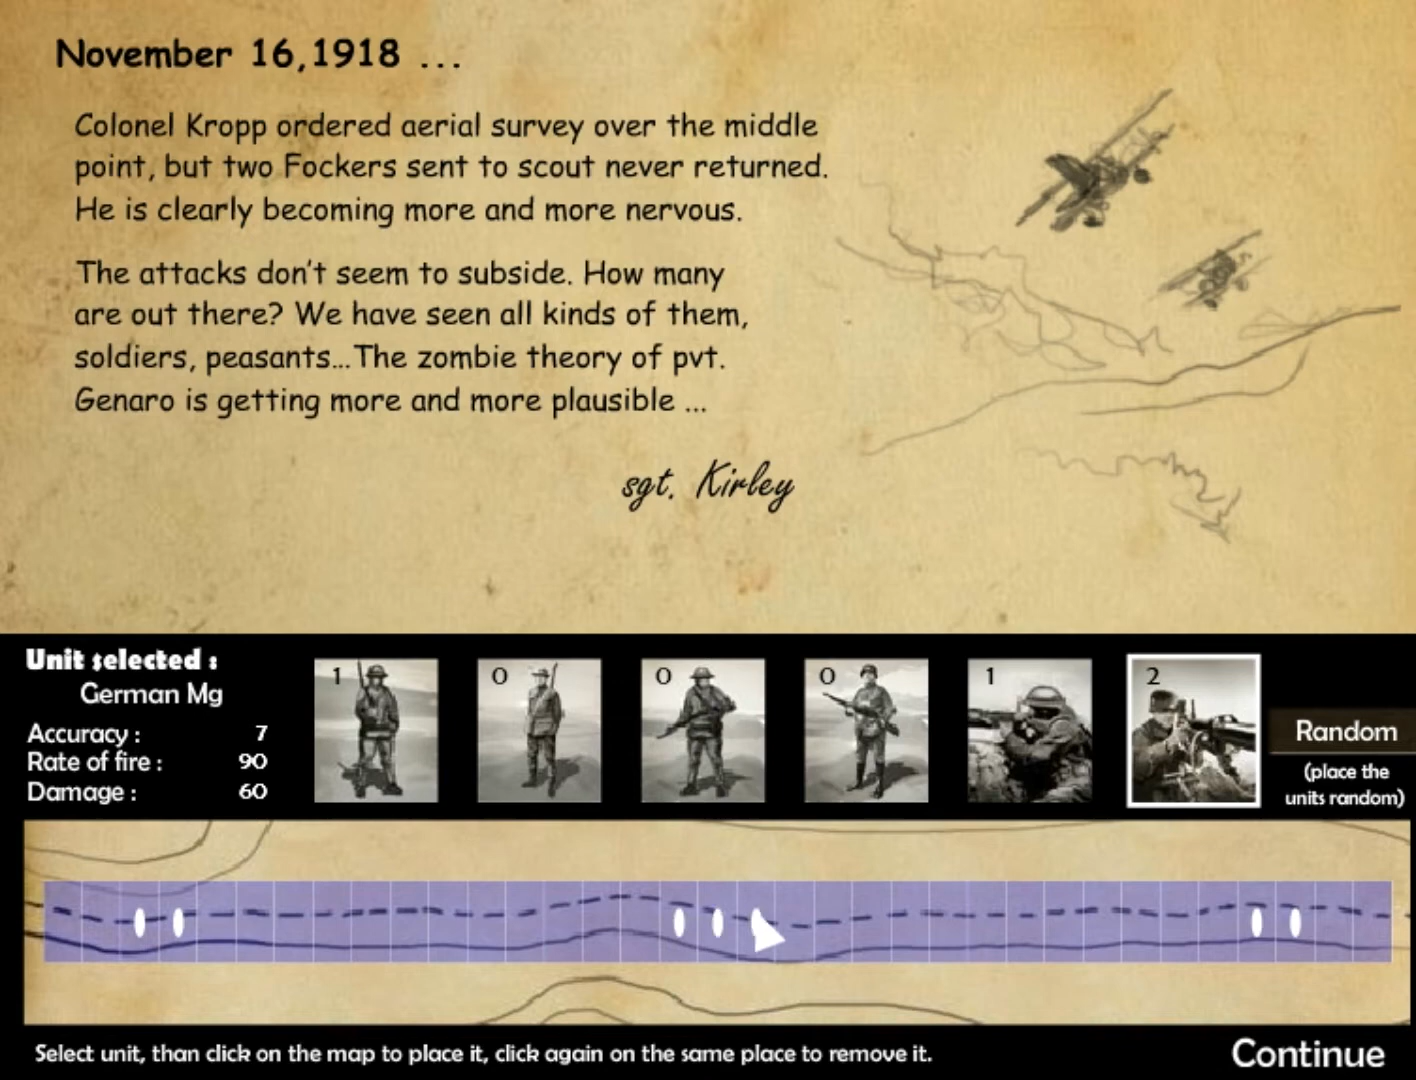 November 16,1918 ...
Colonel Kropp ordered aerial survey over the middle
point, but two Fockers sent to scout never returned.
He is clearly becoming more and more nervous.
The attacks don't seem to subside. How many
are out there? We have seen all kinds of them,
soldiers, peasants...The zombie theory of pvt.
Genaro is getting more and more plausible ...
sgt. Kirley
Unit selected :
German Mg
Accuracy : 7
Rate of fire : 90
Damage : 60
1 0 0 0 1 2
Random
(place the
units random)
Select unit, than click on the map to place it, click again on the same place to remove it.
Continue